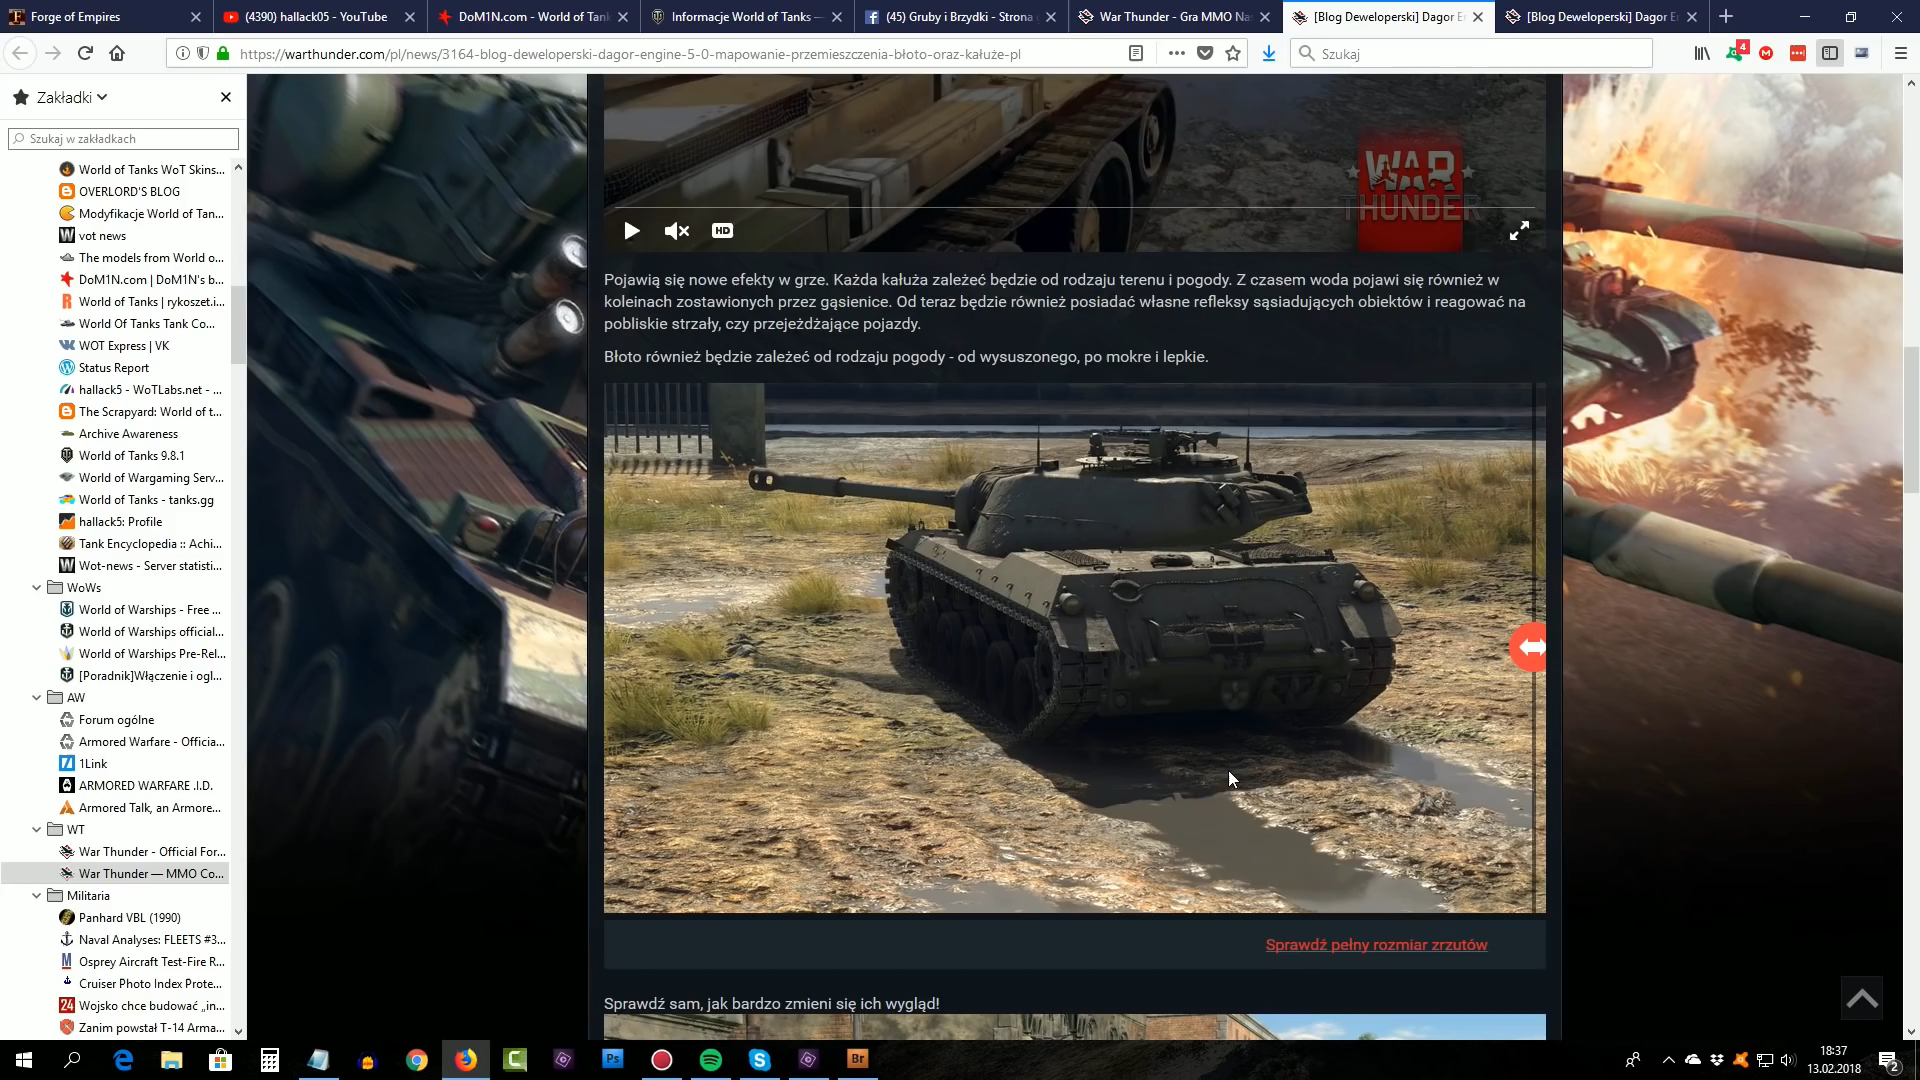 Forge of Empires
(4390) hallack05 - YouTube
DoM1N.com - World of Tank
Informacje World of Tanks —
(45) Gruby i Brzydki - Strona g
War Thunder - Gra MMO Na
[Blog Deweloperski] Dagor E
[Blog Deweloperski] Dagor E
https://warthunder.com/pl/news/3164-blog-deweloperski-dagor-engine-5-0-mapowanie-przemieszczenia-błoto-oraz-kałuże-pl
Szukaj
4
Zakładki
Szukaj w zakładkach
World of Tanks WoT Skins...
OVERLORD'S BLOG
Modyfikacje World of Tan...
vot news
The models from World o...
DoM1N.com | DoM1N's b...
World of Tanks | rykoszet.i...
World Of Tanks Tank Co...
WOT Express | VK
Status Report
hallack5 - WoTLabs.net - ...
The Scrapyard: World of t...
Archive Awareness
World of Tanks 9.8.1
World of Wargaming Serv...
World of Tanks - tanks.gg
hallack5: Profile
Tank Encyclopedia :: Achi...
Wot-news - Server statisti...
WoWs
World of Warships - Free ...
World of Warships official...
World of Warships Pre-Rel...
[Poradnik]Włączenie i ogl...
AW
Forum ogólne
Armored Warfare - Officia...
1Link
ARMORED WARFARE .I.D.
Armored Talk, an Armore...
WT
War Thunder - Official For...
War Thunder — MMO Co...
Militaria
Panhard VBL (1990)
Naval Analyses: FLEETS #3...
Osprey Aircraft Test-Fire R...
Cruiser Photo Index Prote...
Wojsko chce budować „in...
Zanim powstał T-14 Arma...
WAR
THUNDER
HD
Pojawią się nowe efekty w grze. Każda kałuża zależeć będzie od rodzaju terenu i pogody. Z czasem woda pojawi się również w
koleinach zostawionych przez gąsienice. Od teraz będzie również posiadać własne refleksy sąsiadujących obiektów i reagować na
pobliskie strzały, czy przejeżdżające pojazdy.
Błoto również będzie zależeć od rodzaju pogody - od wysuszonego, po mokre i lepkie.
Sprawdź pełny rozmiar zrzutów
Sprawdź sam, jak bardzo zmieni się ich wygląd!
Ps
Br
18:37
13.02.2018
2